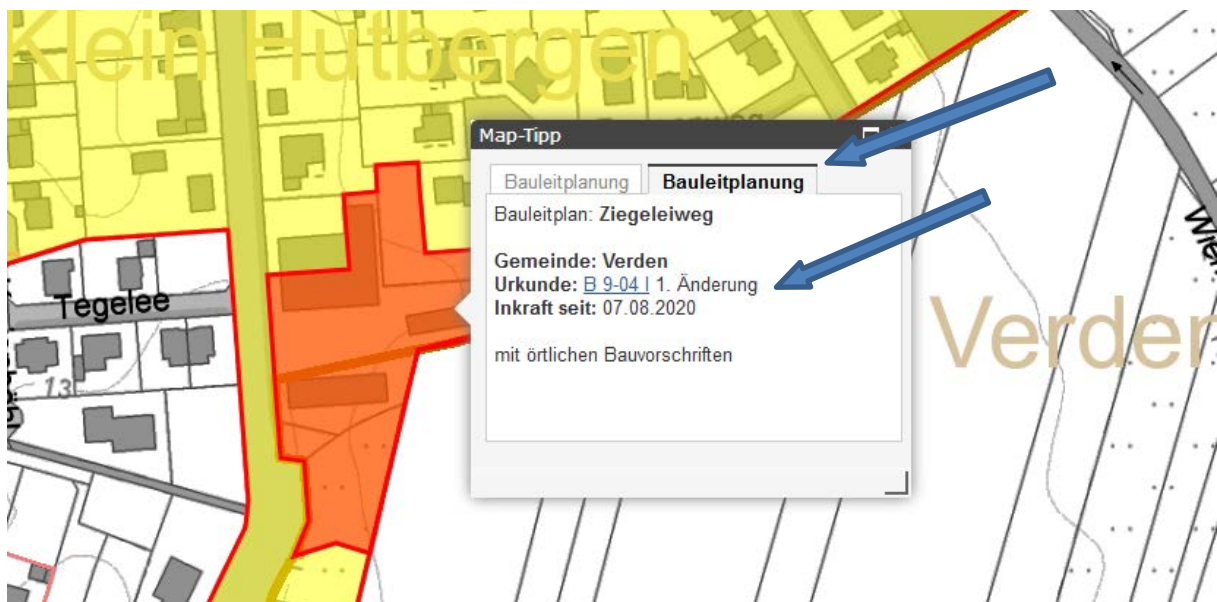 Klein Hutbergen
Map-Tipp
Bauleitplanung Bauleitplanung
Bauleitplan: Ziegeleiweg
Gemeinde: Verden
Urkunde: B 9-04 I 1. Änderung
Inkraft seit: 07.08.2020
mit örtlichen Bauvorschriften
Tegelee
13
Verden